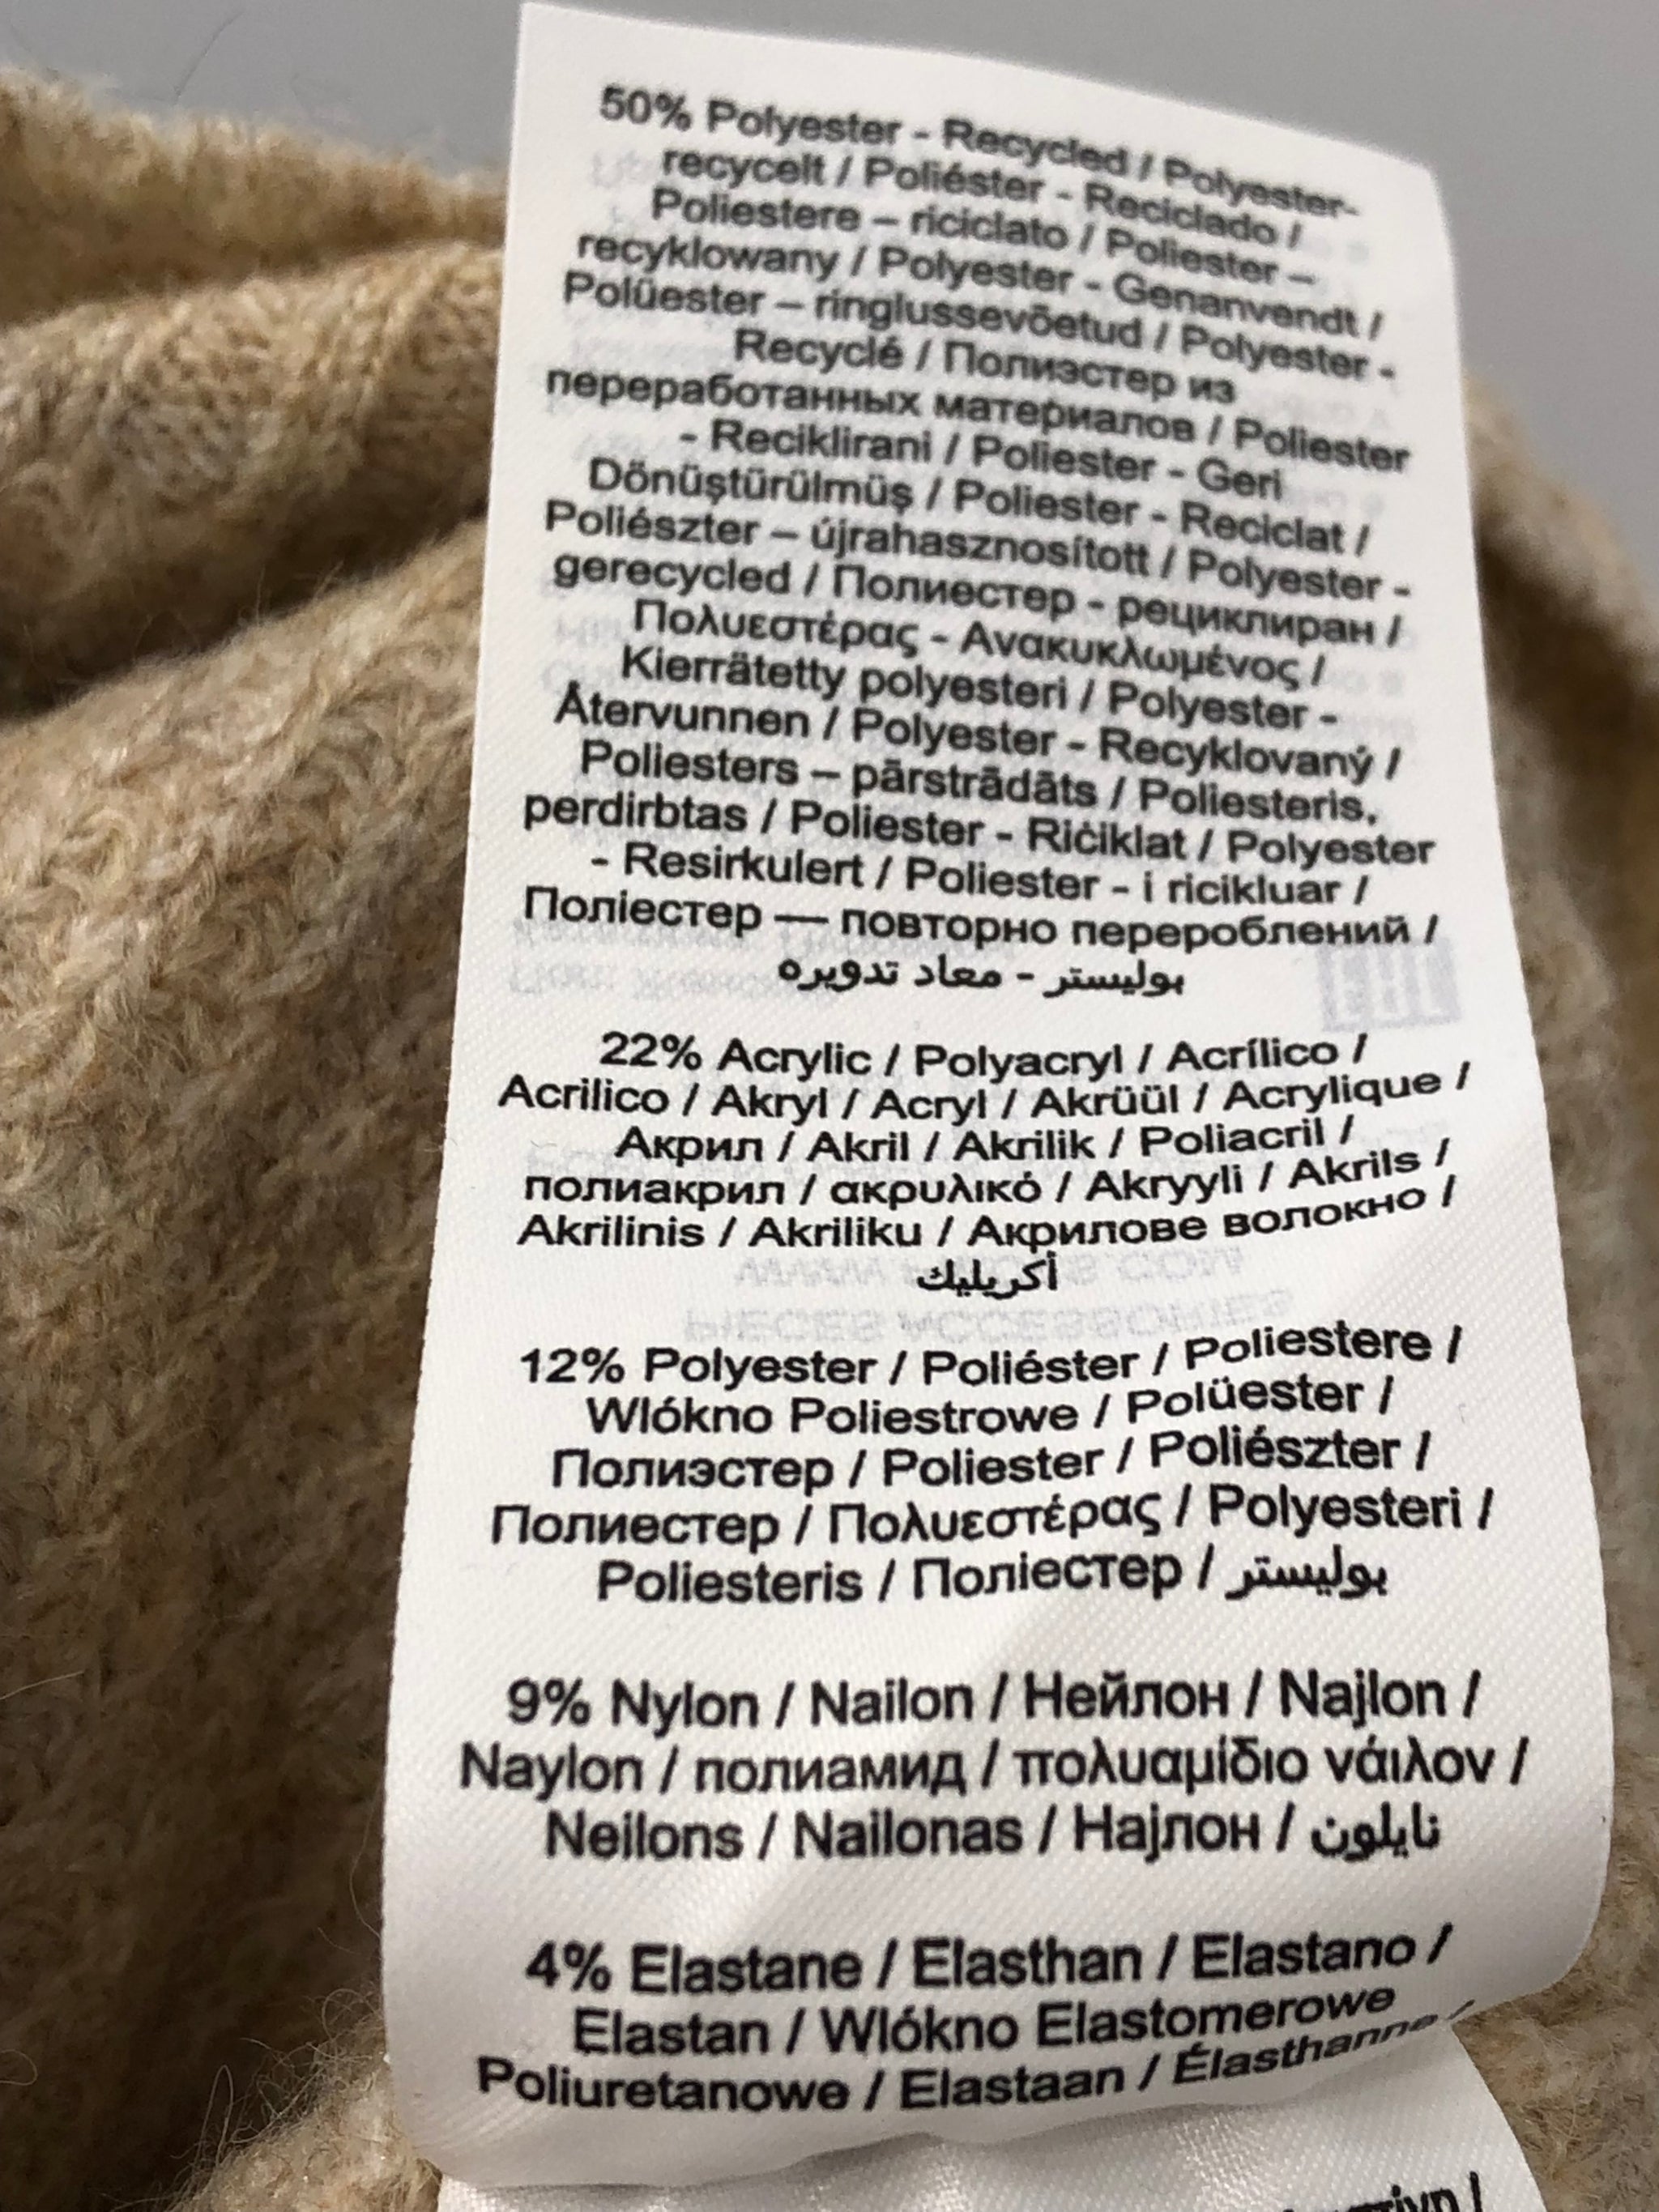 50% Polyester - Recycled / Polyester-
recycelt / Poliéster - Reciclado /
Poliestere – riciclato / Poliester –
recyklowany / Polyester - Genanvendt /
Polüester – ringlussevõetud / Polyester -
Recyclé / Полиэстер из
переработанных материалов / Poliester
- Reciklirani / Poliester - Geri
Dönüştürülmüş / Poliester - Reciclat /
Poliészter – újrahasznosított / Polyester -
gerecycled / Полиестер - рециклиран /
Πολυεστέρας - Ανακυκλωμένος /
Kierrätetty polyesteri / Polyester -
Återvunnen / Polyester - Recyklovaný /
Poliesters – pārstrādāts / Poliesteris,
perdirbtas / Poliester - Riċiklat / Polyester
- Resirkulert / Poliester - i ricikluar /
Поліестер — повторно перероблений /
بوليستر - معاد تدويره
22% Acrylic / Polyacryl / Acrílico /
Acrilico / Akryl / Acryl / Akrüül / Acrylique /
Акрил / Akril / Akrilik / Poliacril /
полиакрил / ακρυλικό / Akryyli / Akrils /
Akrilinis / Akriliku / Акрилове волокно /
أكريليك
12% Polyester / Poliéster / Poliestere /
Wlókno Poliestrowe / Polüester /
Полиэстер / Poliester / Poliészter /
Полиестер / Πολυεστέρας / Polyesteri /
Poliesteris / Поліестер / بوليستر
9% Nylon / Nailon / Нейлон / Najlon /
Naylon / полиамид / πολυαμίδιο νάιλον /
Neilons / Nailonas / Најлон / نايلون
4% Elastane / Elasthan / Elastano /
Elastan / Wlókno Elastomerowe
Poliuretanowe / Elastaan / Élasthanne /